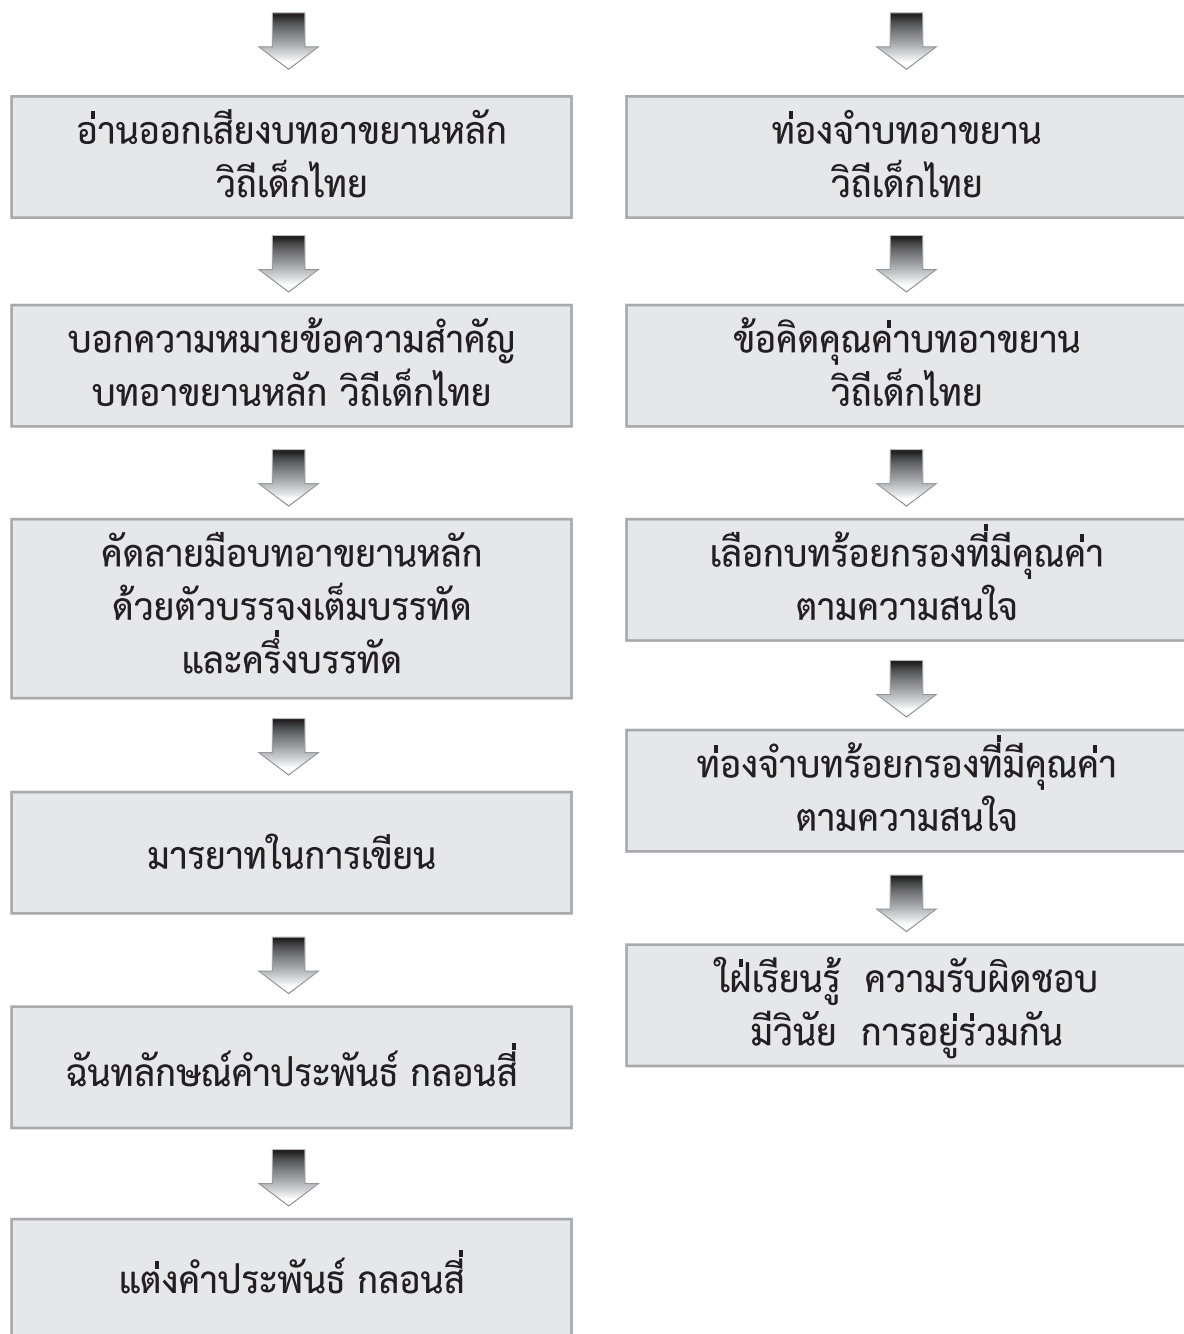 อ่านออกเสียงบทอาขยานหลัก
วิถีเด็กไทย
บอกความหมายข้อความสำคัญ
บทอาขยานหลัก วิถีเด็กไทย
คัดลายมือบทอาขยานหลัก
ด้วยตัวบรรจงเต็มบรรทัด
และครึ่งบรรทัด
มารยาทในการเขียน
ฉันทลักษณ์คำประพันธ์ กลอนสี่
แต่งคำประพันธ์ กลอนสี่
ท่องจำบทอาขยาน
วิถีเด็กไทย
ข้อคิดคุณค่าบทอาขยาน
วิถีเด็กไทย
เลือกบทร้อยกรองที่มีคุณค่า
ตามความสนใจ
ท่องจำบทร้อยกรองที่มีคุณค่า
ตามความสนใจ
ใฝ่เรียนรู้ ความรับผิดชอบ
มีวินัย การอยู่ร่วมกัน